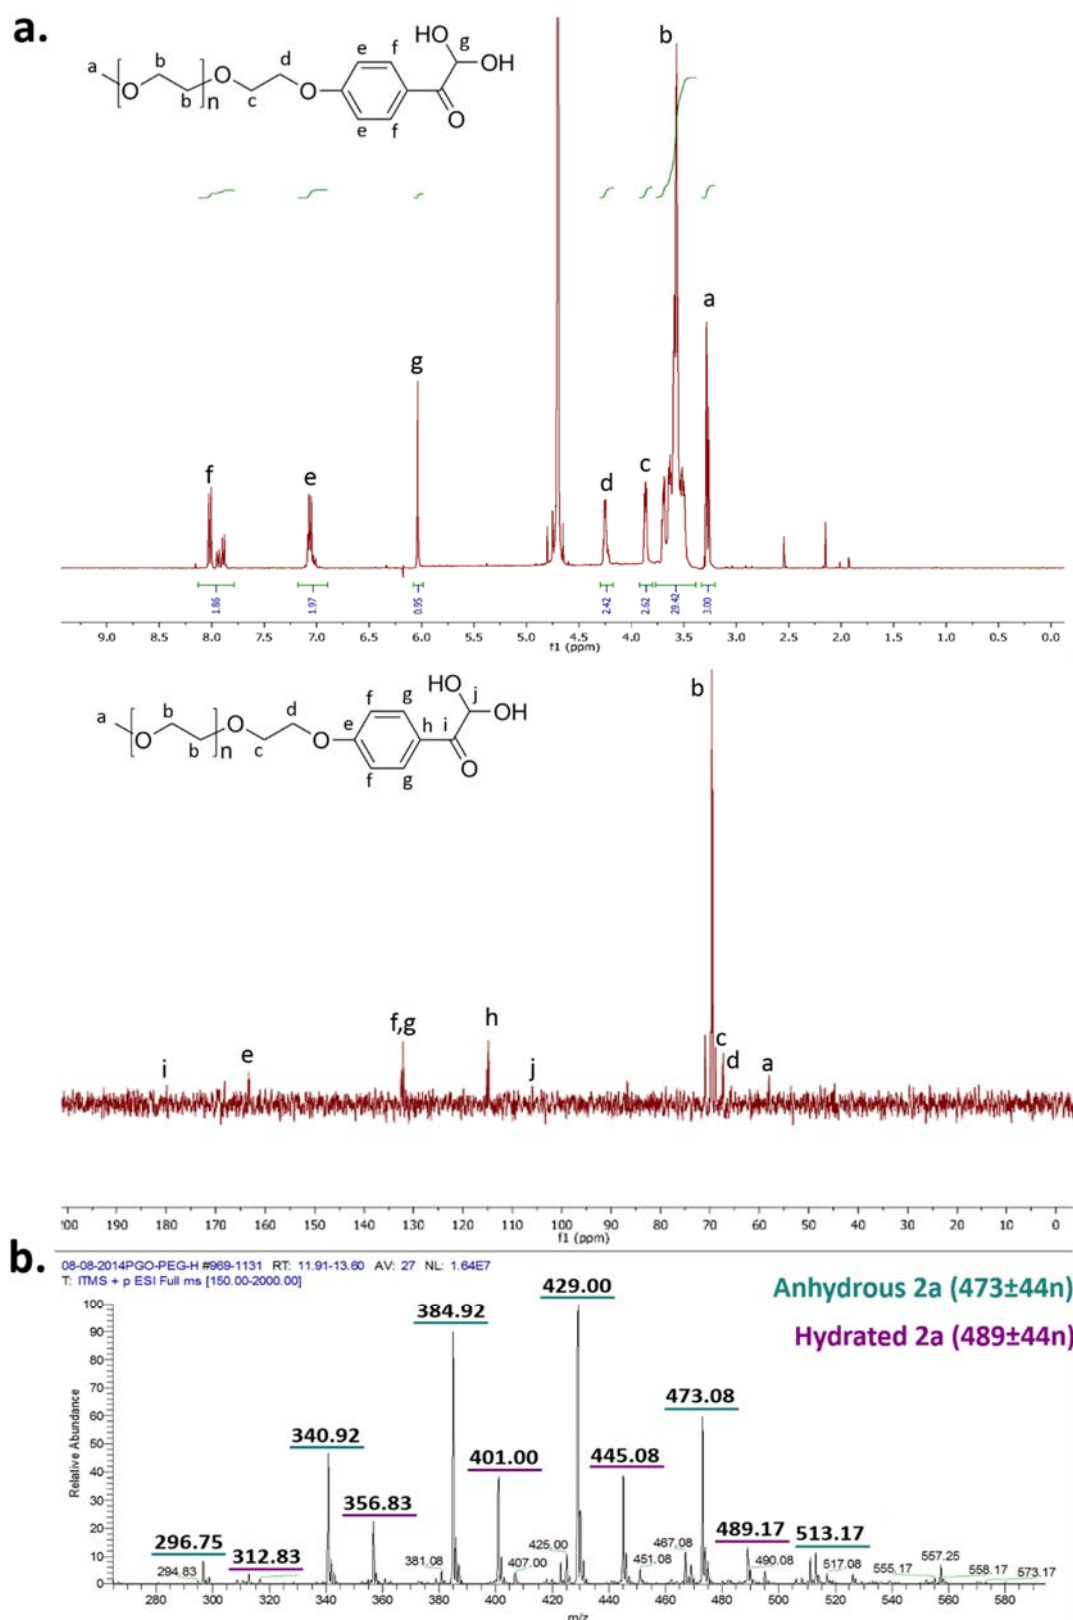 a.
HO
g
OH
a
b
b
O
n
O
c
d
O
e
e
f
f
O
b
a
g
f
e
d
c
1.86
1.97
0.95
2.42
2.62
29.42
3.00
9.0 8.5 8.0 7.5 7.0 6.5 6.0 5.5 5.0 4.5 4.0 3.5 3.0 2.5 2.0 1.5 1.0 0.5 0.0
f1 (ppm)
HO
j
OH
a
b
b
O
n
O
c
d
O
e
f
f
g
g
h
i
O
b
i
e
f,g
h
j
c
d
a
200 190 180 170 160 150 140 130 120 110 100 90 80 70 60 50 40 30 20 10 0
f1 (ppm)
b.
08-08-2014PGO-PEG-H #969-1131 RT: 11.91-13.60 AV: 27 NL: 1.64E7
T: ITMS + p ESI Full ms [150.00-2000.00]
Anhydrous 2a (473±44n)
Hydrated 2a (489±44n)
Relative Abundance
100
90
80
70
60
50
40
30
20
10
0
296.75
294.83
312.83
340.92
356.83
384.92
381.08
401.00
407.00
429.00
425.00
445.08
451.08
473.08
467.08
489.17
490.08
513.17
517.08
555.17
557.25
558.17
573.17
280 300 320 340 360 380 400 420 440 460 480 500 520 540 560 580
m/z